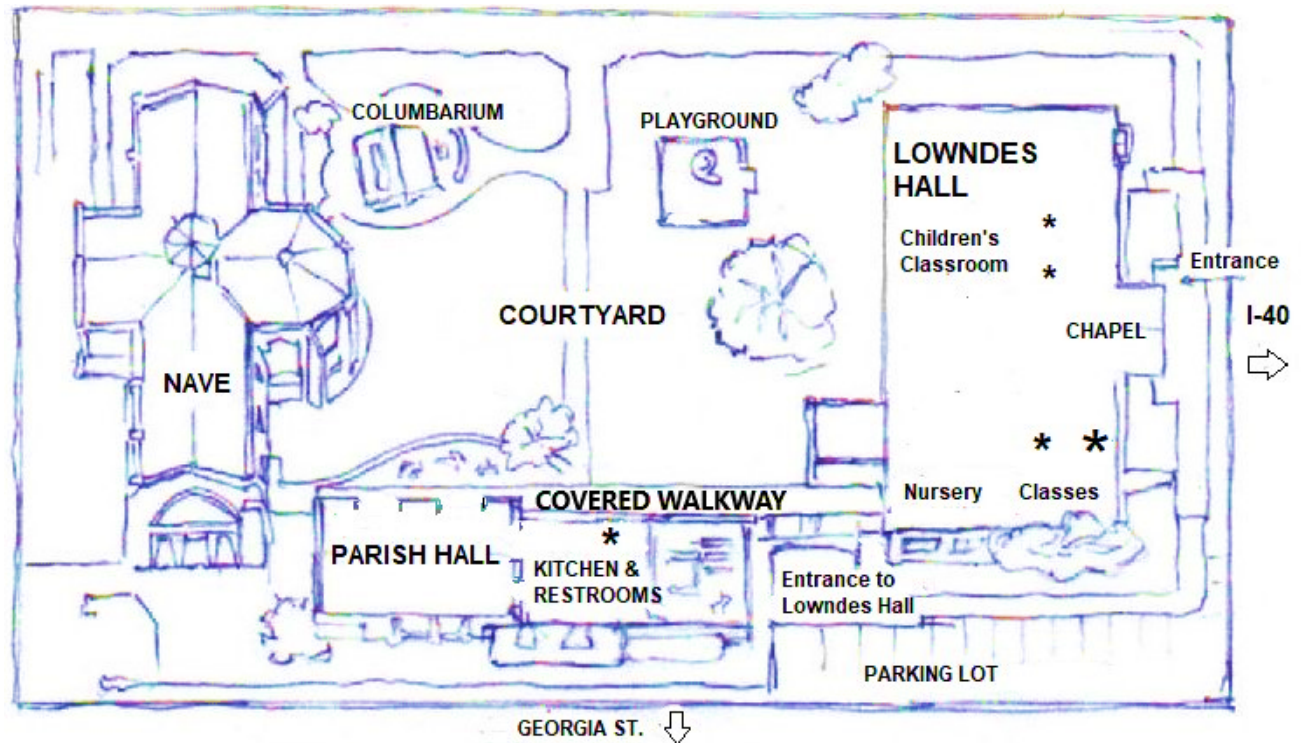 COLUMBARIUM
PLAYGROUND
LOWNDES
HALL
*
Children's
Classroom
*
Entrance
I-40
COURTYARD
CHAPEL
NAVE
* *
Nursery
Classes
COVERED WALKWAY
*
PARISH HALL
KITCHEN &
RESTROOMS
Entrance to
Lowndes Hall
PARKING LOT
GEORGIA ST.